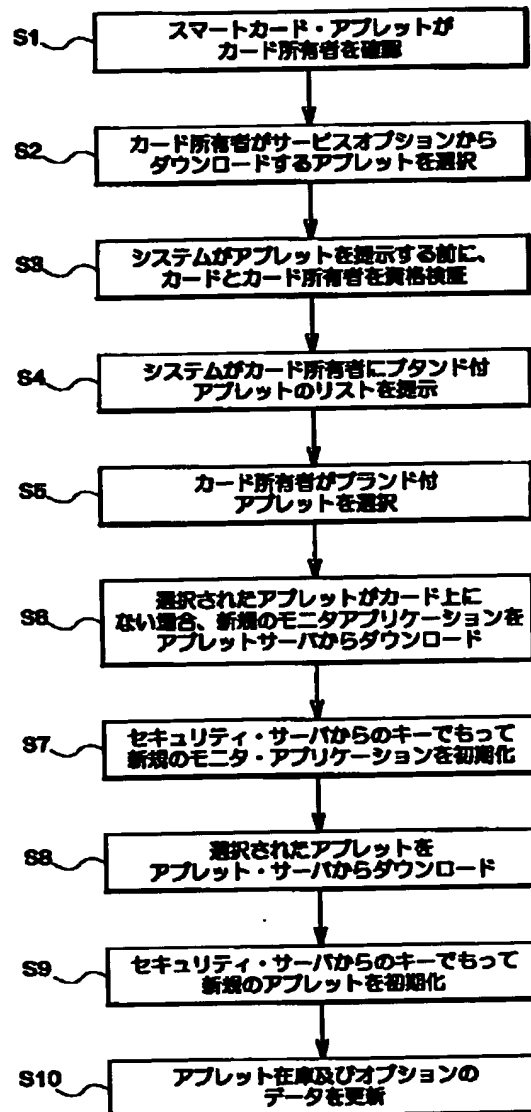 S1
スマートカード・アプレットが
カード所有者を確認
S2
カード所有者がサービスオプションから
ダウンロードするアプレットを選択
S3
システムがアプレットを提示する前に、
カードとカード所有者を資格検証
S4
システムがカード所有者にブタンド付
アプレットのリストを提示
S5
カード所有者がブランド付
アプレットを選択
S6
選択されたアプレットがカード上に
ない場合、新規のモニタアプリケーションを
アプレットサーバからダウンロード
S7
セキュリティ・サーバからのキーでもって
新規のモニタ・アプリケーションを初期化
S8
選択されたアプレットを
アプレット・サーバからダウンロード
S9
セキュリティ・サーバからのキーでもって
新規のアプレットを初期化
S10
アプレット在庫及びオプションの
データを更新